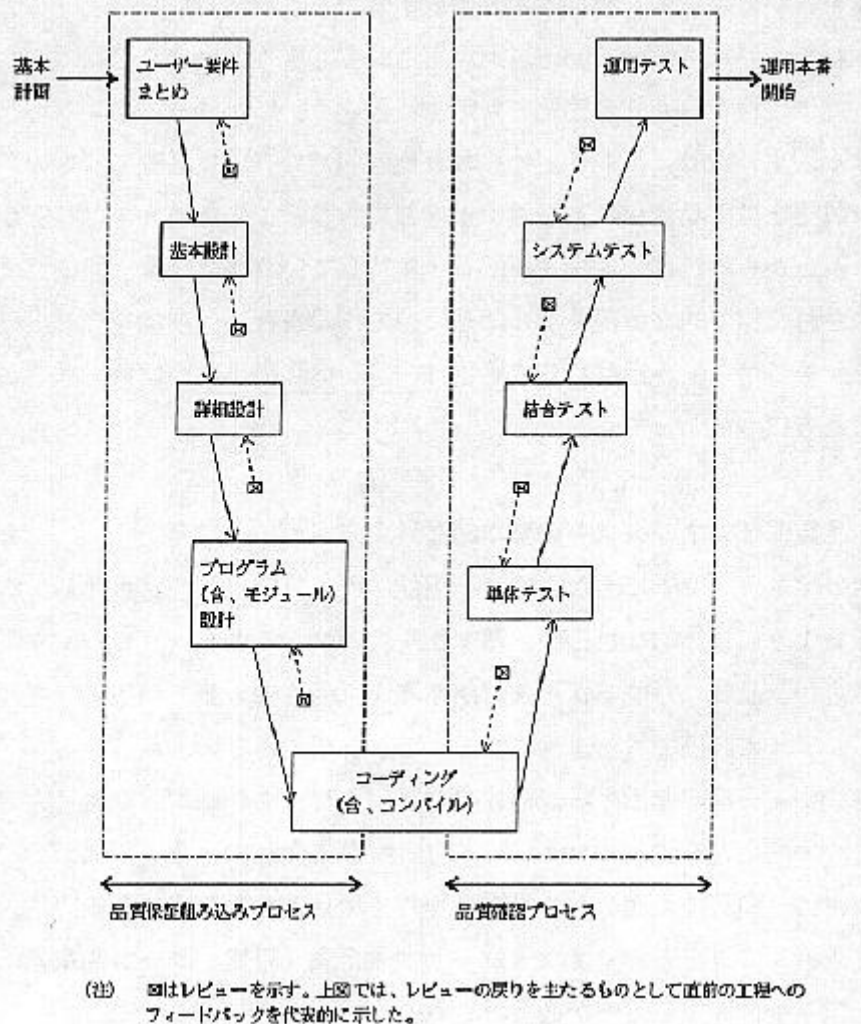 基本
計画
ユーザー要件
まとめ
基本設計
詳細設計
プログラム
(含、モジュール)
設計
コーディング
(含、コンパイル)
単体テスト
結合テスト
システムテスト
運用テスト
運用本番
開始
品質保証組み込みプロセス
品質確認プロセス
(注) 図はレビューを示す。上図では、レビューの戻りを主たるものとして直前の工程への
フィードバックを代表的に示した。